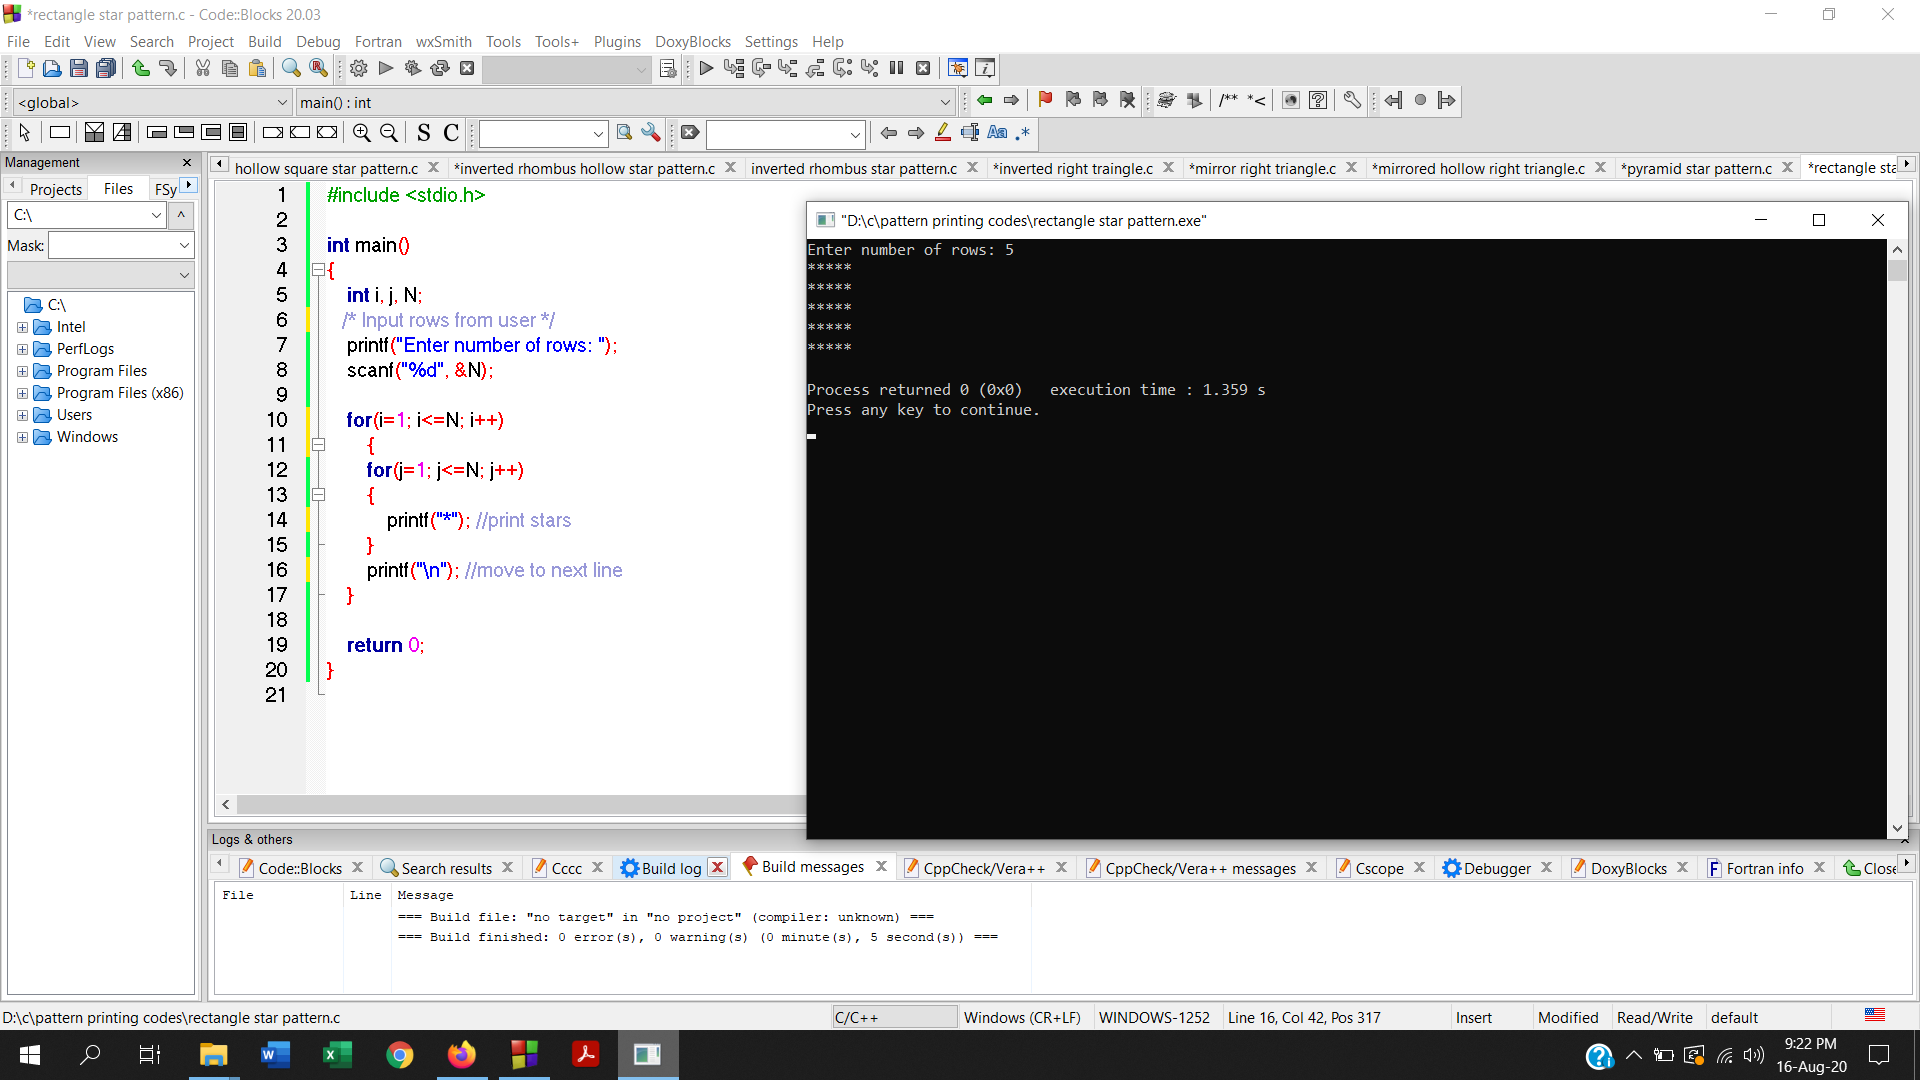 *rectangle star pattern.c - Code::Blocks 20.03
File Edit View Search Project Build Debug Fortran wxSmith Tools Tools+ Plugins DoxyBlocks Settings Help
<global> main() : int
/** *<
S C Aa .*
Management
hollow square star pattern.c *inverted rhombus hollow star pattern.c inverted rhombus star pattern.c *inverted right traingle.c *mirror right triangle.c *mirrored hollow right triangle.c *pyramid star pattern.c *rectangle sta
Projects Files FSy
C:\
Mask:
C:\
Intel
PerfLogs
Program Files
Program Files (x86)
Users
Windows
1 #include <stdio.h>
2
3 int main()
4 {
5 int i, j, N;
6 /* Input rows from user */
7 printf("Enter number of rows: ");
8 scanf("%d", &N);
9
10 for(i=1; i<=N; i++)
11 {
12 for(j=1; j<=N; j++)
13 {
14 printf("*"); //print stars
15 }
16 printf("\n"); //move to next line
17 }
18
19 return 0;
20 }
21
"D:\c\pattern printing codes\rectangle star pattern.exe"
Enter number of rows: 5
*****
*****
*****
*****
*****
Process returned 0 (0x0) execution time : 1.359 s
Press any key to continue.
Logs & others
Code::Blocks Search results Cccc Build log Build messages CppCheck/Vera++ CppCheck/Vera++ messages Cscope Debugger DoxyBlocks Fortran info Close
File Line Message
=== Build file: "no target" in "no project" (compiler: unknown) ===
=== Build finished: 0 error(s), 0 warning(s) (0 minute(s), 5 second(s)) ===
D:\c\pattern printing codes\rectangle star pattern.c C/C++ Windows (CR+LF) WINDOWS-1252 Line 16, Col 42, Pos 317 Insert Modified Read/Write default
9:22 PM
16-Aug-20